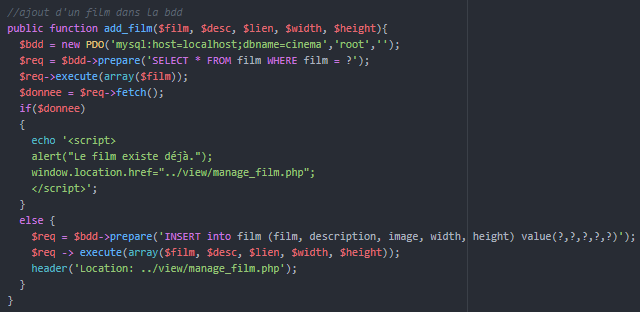 //ajout d'un film dans la bdd
public function add_film($film, $desc, $lien, $width, $height){
$bdd = new PDO('mysql:host=localhost;dbname=cinema','root','');
$req = $bdd->prepare('SELECT * FROM film WHERE film = ?');
$req->execute(array($film));
$donnee = $req->fetch();
if($donnee)
{
echo '<script>
alert("Le film existe déjà.");
window.location.href="../view/manage_film.php";
</script>';
}
else {
$req = $bdd->prepare('INSERT into film (film, description, image, width, height) value(?,?,?,?,?)');
$req -> execute(array($film, $desc, $lien, $width, $height));
header('Location: ../view/manage_film.php');
}
}